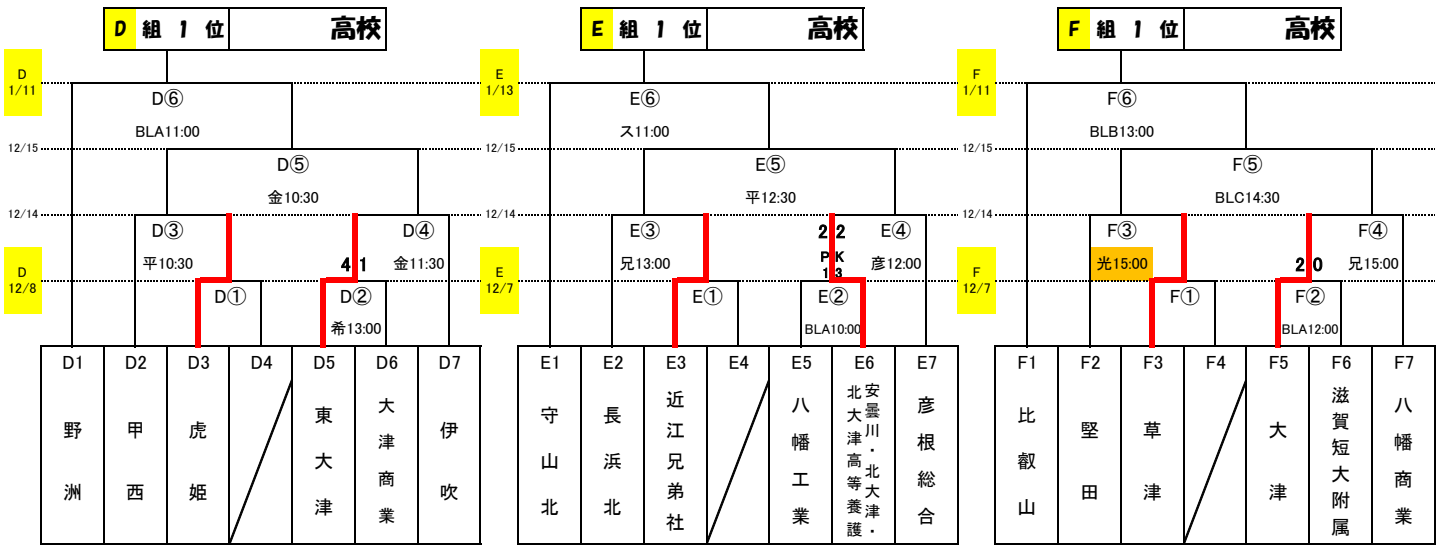 D 組 1 位 高校
E 組 1 位 高校
F 組 1 位 高校
D
1/11
D⑥
BLA11:00
E
1/13
E⑥
ス11:00
F
1/11
F⑥
BLB13:00
12/15
D⑤
金10:30
12/15
E⑤
平12:30
12/15
F⑤
BLC14:30
12/14
D③
平10:30
D④
金11:30
4 1
12/14
E③
兄13:00
2 2
PK
1 3
E④
彦12:00
12/14
F③
光15:00
2 0
F④
兄15:00
D
12/8
D①
D②
希13:00
E
12/7
E①
E②
BLA10:00
F
12/7
F①
F②
BLA12:00
D1
野洲
D2
甲西
D3
虎姫
D4
D5
東大津
D6
大津商業
D7
伊吹
E1
守山北
E2
長浜北
E3
近江兄弟社
E4
E5
八幡工業
E6
安曇川・北大津・
北大津高等養護
E7
彦根総合
F1
比叡山
F2
堅田
F3
草津
F4
F5
大津
F6
滋賀短大附属
F7
八幡商業